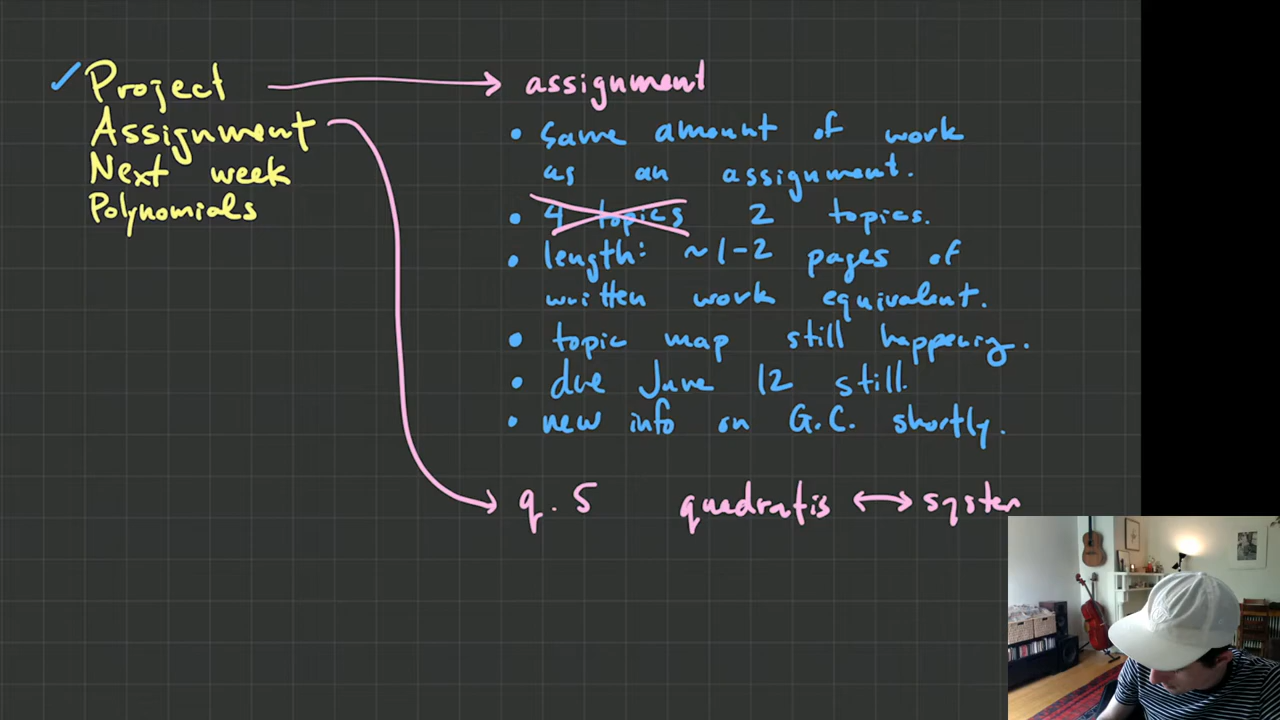 ✓ Project → assignment
Assignment
Next week
Polynomials
• same amount of work
as an assignment.
• 4 topics 2 topics.
• length: ~1-2 pages of
written work equivalent.
• topic map still happening.
• due June 12 still.
• new info on G.C. shortly.
→ q. 5 quadratis ↔ system